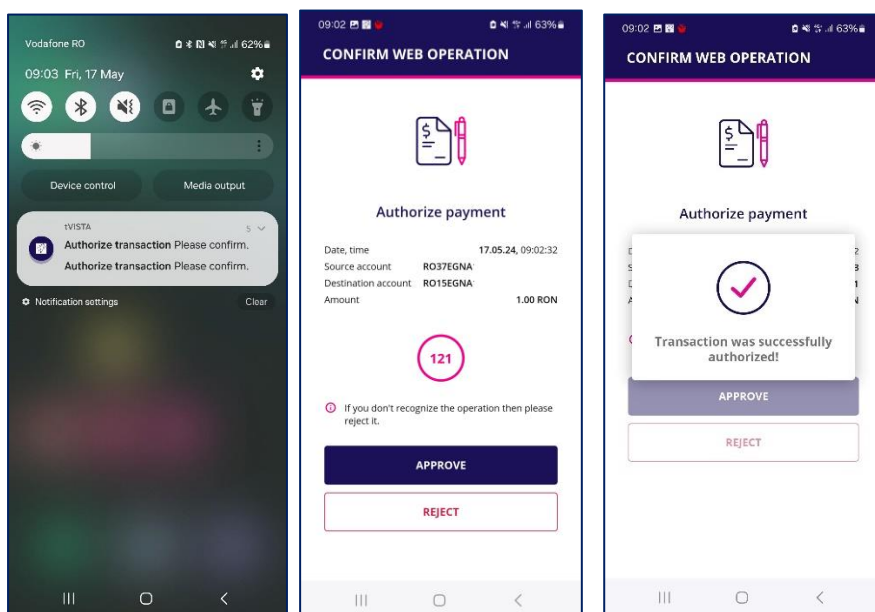 Vodafone RO
62%
09:03 Fri, 17 May
Device control
Media output
tVISTA
5
Authorize transaction Please confirm.
Authorize transaction Please confirm.
Notification settings
Clear
09:02
63%
CONFIRM WEB OPERATION
$
Authorize payment
Date, time 17.05.24, 09:02:32
Source account RO37EGNA
Destination account RO15EGNA
Amount 1.00 RON
121
If you don't recognize the operation then please
reject it.
APPROVE
REJECT
09:02
63%
CONFIRM WEB OPERATION
$
Authorize payment
Transaction was successfully
authorized!
APPROVE
REJECT